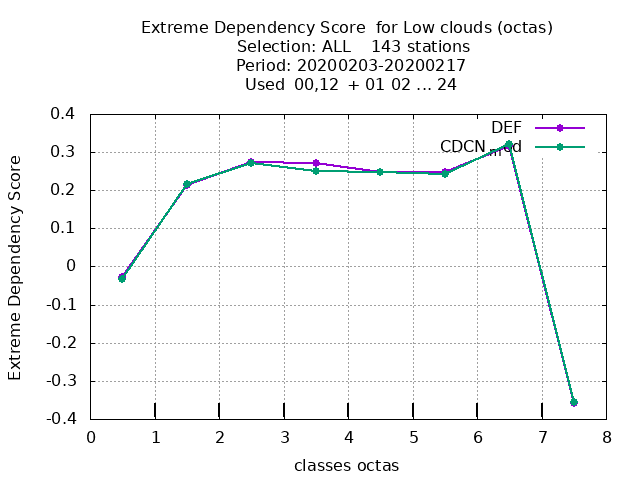 Extreme Dependency Score for Low clouds (octas)
Selection: ALL 143 stations
Period: 20200203-20200217
Used 00,12 + 01 02 ... 24
Extreme Dependency Score
0.4
0.3
0.2
0.1
0
-0.1
-0.2
-0.3
-0.4
DEF
0 1 2 3 4 5 6 7 8
classes octas